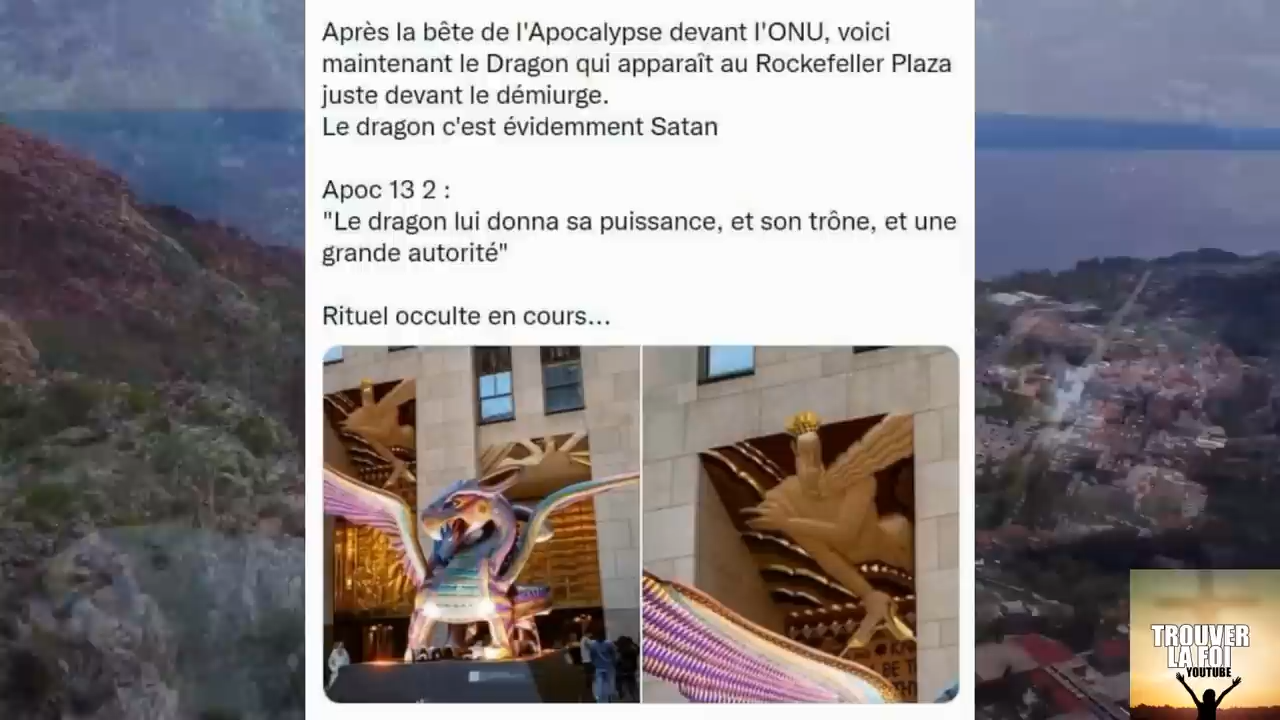 Après la bête de l'Apocalypse devant l'ONU, voici
maintenant le Dragon qui apparaît au Rockefeller Plaza
juste devant le démiurge.
Le dragon c'est évidemment Satan
Apoc 13 2 :
"Le dragon lui donna sa puissance, et son trône, et une
grande autorité"
Rituel occulte en cours...
BE
TROUVER
LA FOI
YOUTUBE